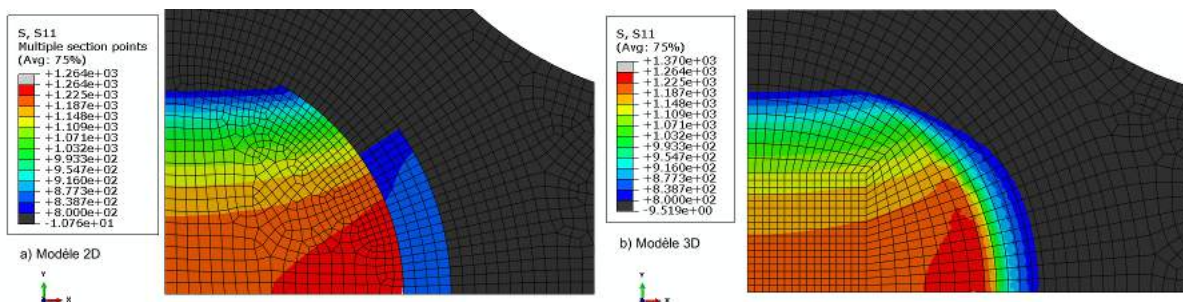 S, S11
Multiple section points
(Avg: 75%)
+1.264e+03
+1.264e+03
+1.225e+03
+1.187e+03
+1.148e+03
+1.109e+03
+1.071e+03
+1.032e+03
+9.933e+02
+9.547e+02
+9.160e+02
+8.773e+02
+8.387e+02
+8.000e+02
-1.076e+01
a) Modèle 2D
Y
X
S, S11
(Avg: 75%)
+1.370e+03
+1.264e+03
+1.225e+03
+1.187e+03
+1.148e+03
+1.109e+03
+1.071e+03
+1.032e+03
+9.933e+02
+9.547e+02
+9.160e+02
+8.773e+02
+8.387e+02
+8.000e+02
-9.519e+00
b) Modèle 3D
Y
X